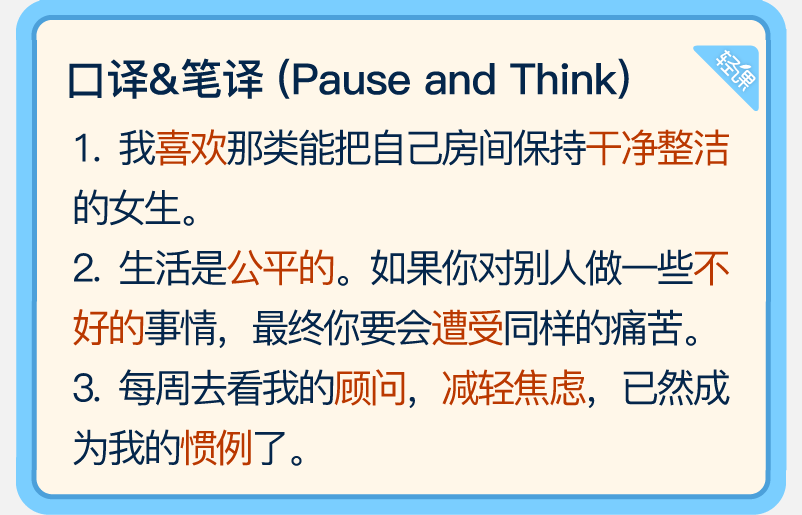 口译&笔译 (Pause and Think)
轻课
1. 我喜欢那类能把自己房间保持干净整洁
的女生。
2. 生活是公平的。如果你对别人做一些不
好的事情，最终你要会遭受同样的痛苦。
3. 每周去看我的顾问，减轻焦虑，已然成
为我的惯例了。